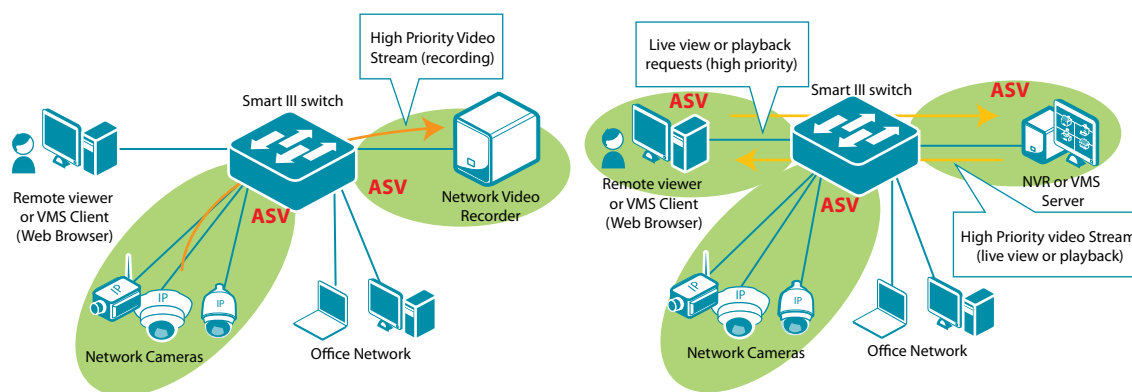 High Priority Video
Stream (recording)
Smart III switch
ASV
Network Video
Recorder
Remote viewer
or VMS Client
(Web Browser)
ASV
IP
IP
IP
Network Cameras
Office Network
Live view or playback
requests (high priority)
Smart III switch
ASV
ASV
Remote viewer
or VMS Client
(Web Browser)
NVR or VMS
Server
ASV
High Priority video Stream
(live view or playback)
IP
IP
IP
Network Cameras
Office Network